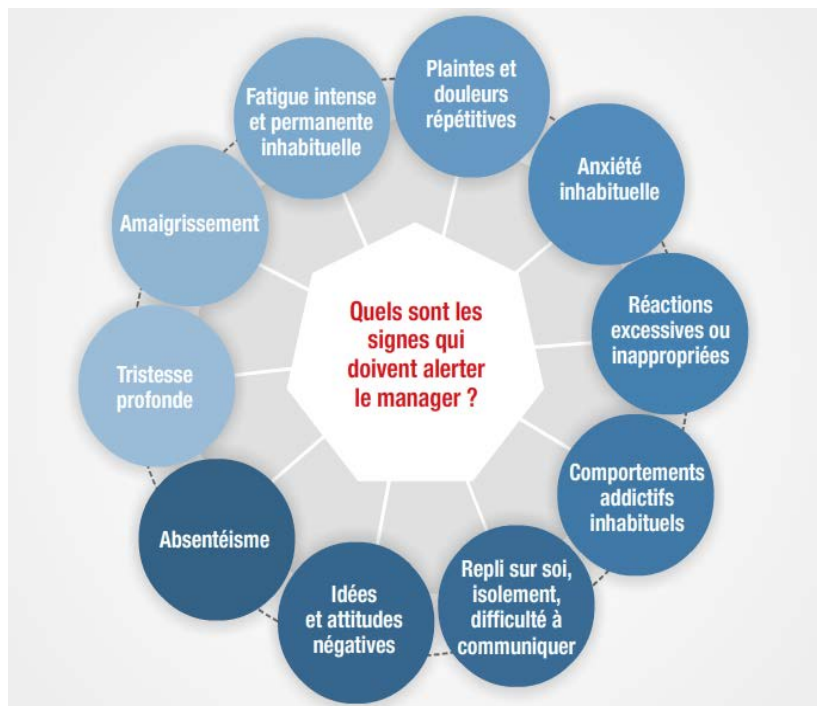 Quels sont les
signes qui
doivent alerter
le manager ?
Plaintes et
douleurs
répétitives
Anxiété
inhabituelle
Réactions
excessives ou
inappropriées
Comportements
addictifs
inhabituels
Repli sur soi,
isolement,
difficulté à
communiquer
Idées
et attitudes
négatives
Absentéisme
Tristesse
profonde
Amaigrissement
Fatigue intense
et permanente
inhabituelle